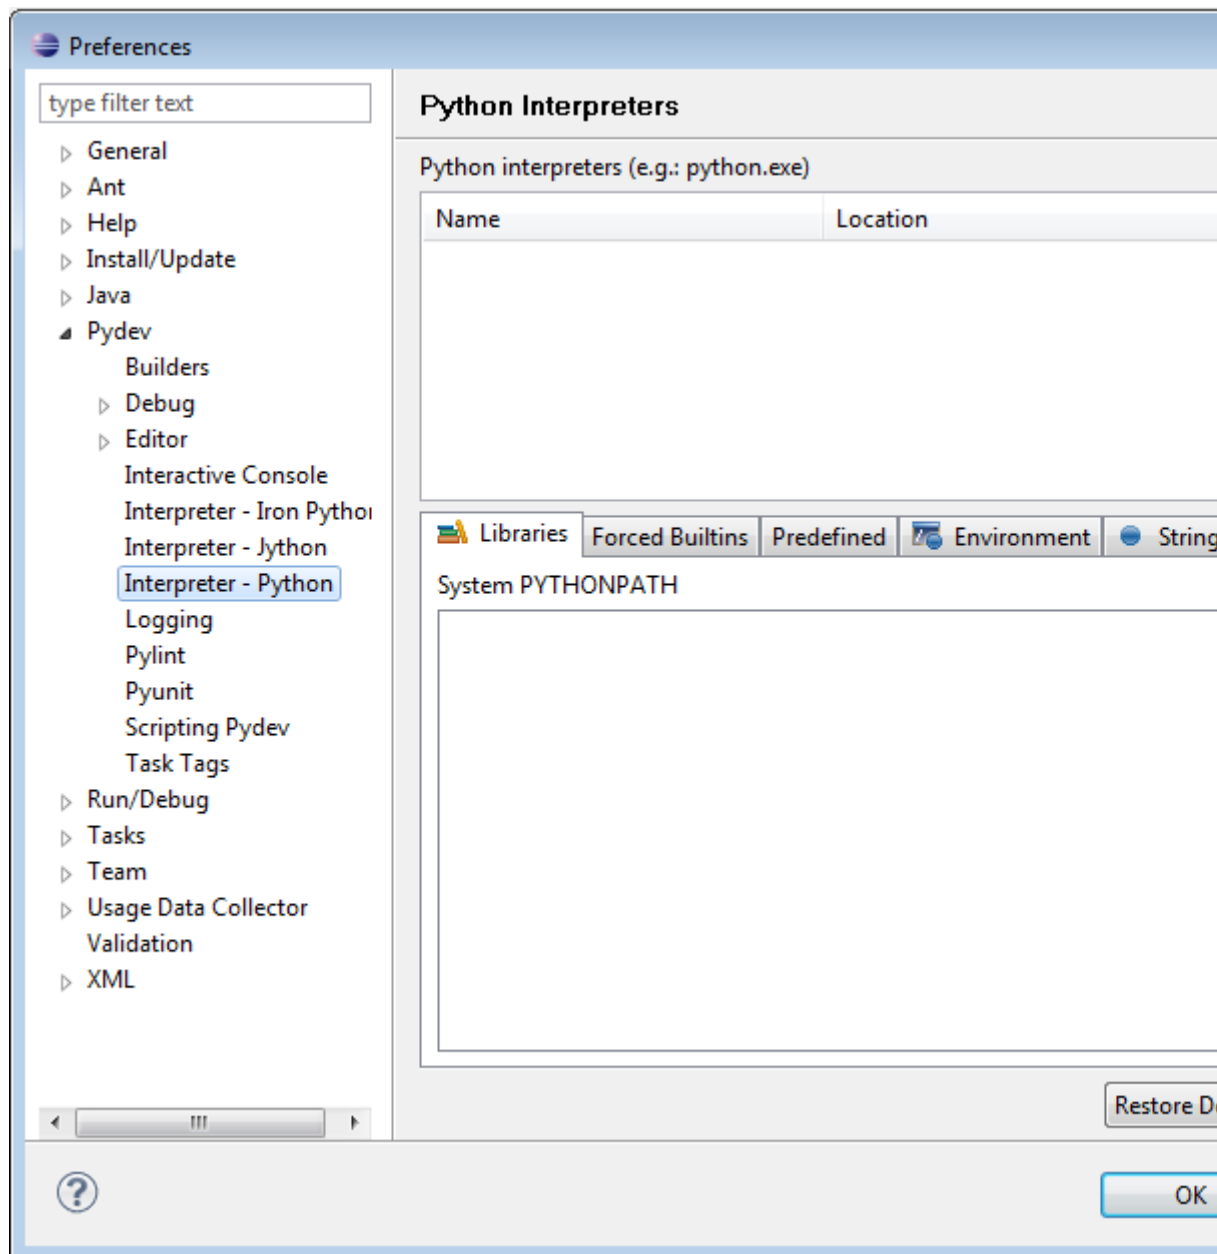 Preferences
type filter text
General
Ant
Help
Install/Update
Java
Pydev
Builders
Debug
Editor
Interactive Console
Interpreter - Iron Pythor
Interpreter - Jython
Interpreter - Python
Logging
Pylint
Pyunit
Scripting Pydev
Task Tags
Run/Debug
Tasks
Team
Usage Data Collector
Validation
XML
Python Interpreters
Python interpreters (e.g.: python.exe)
Name Location
Libraries Forced Builtins Predefined Environment String
System PYTHONPATH
Restore D
OK